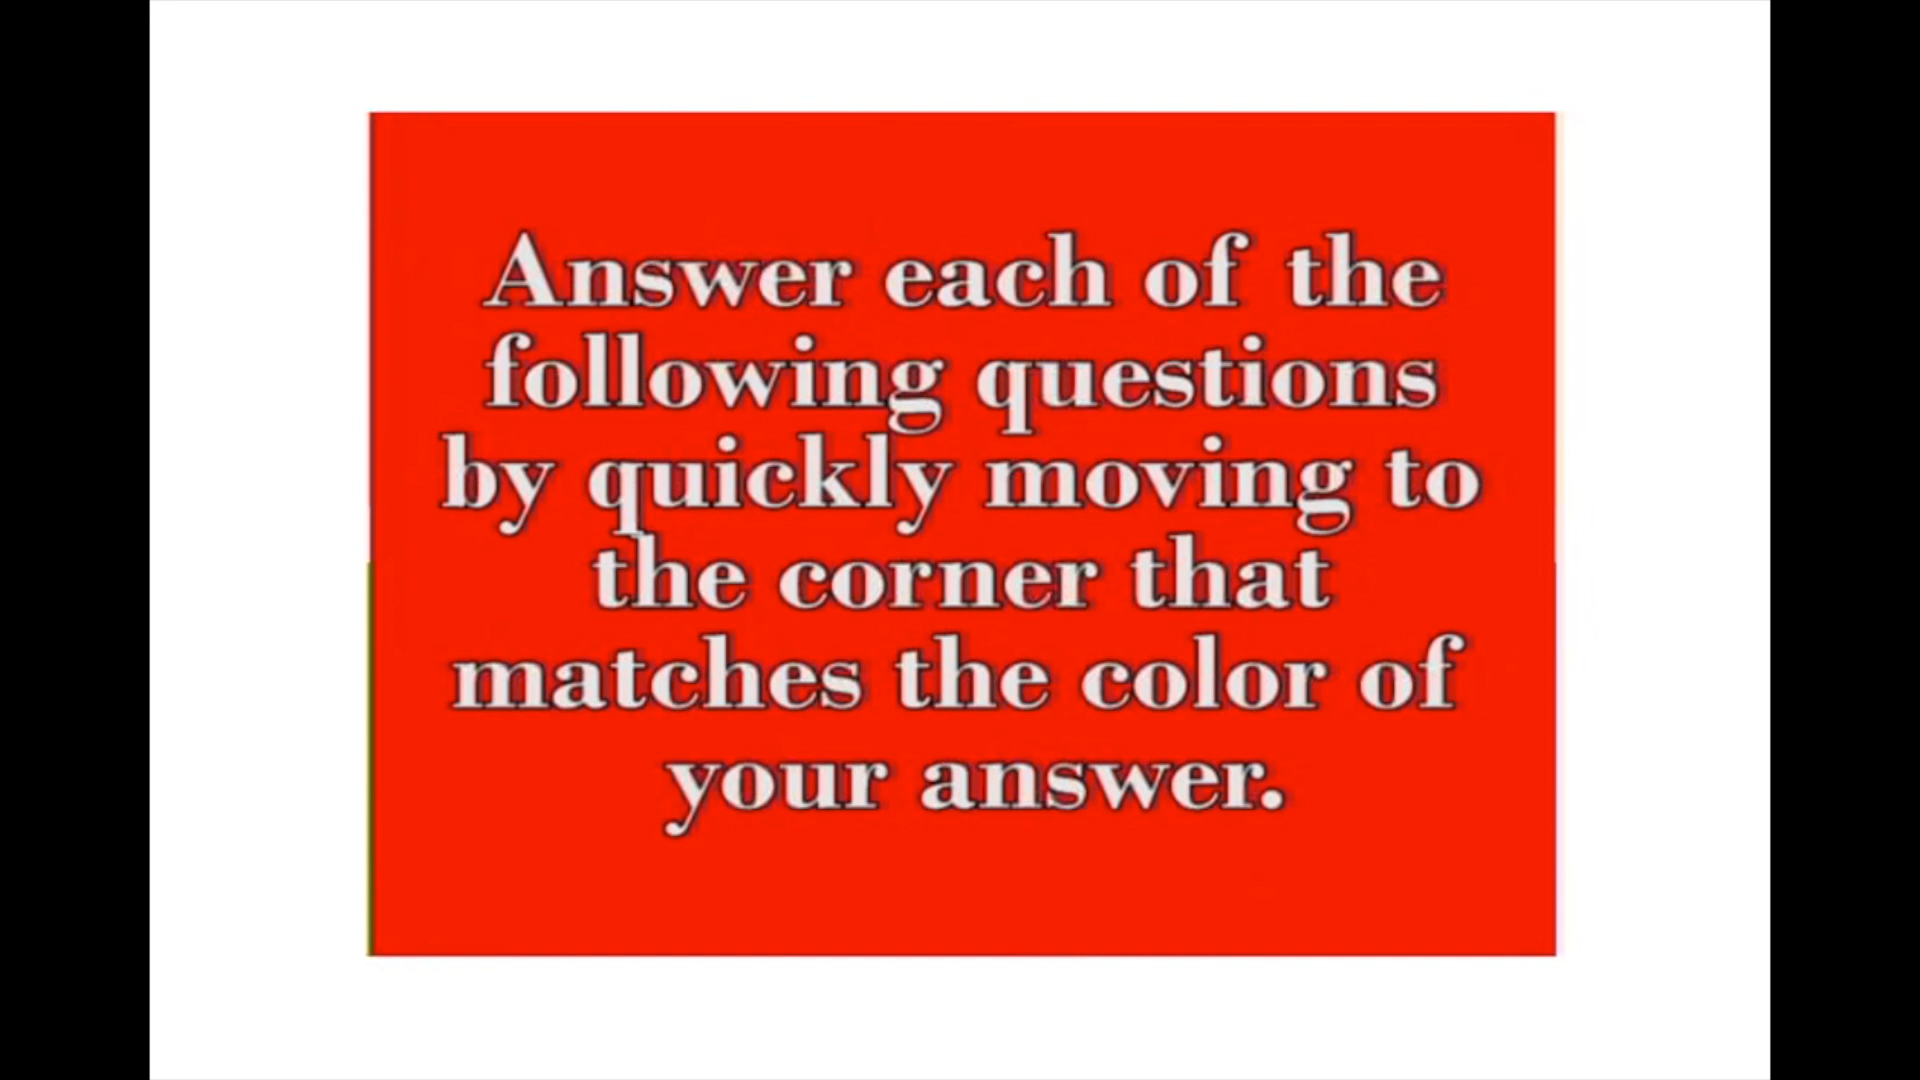 Answer each of the
following questions
by quickly moving to
the corner that
matches the color of
your answer.